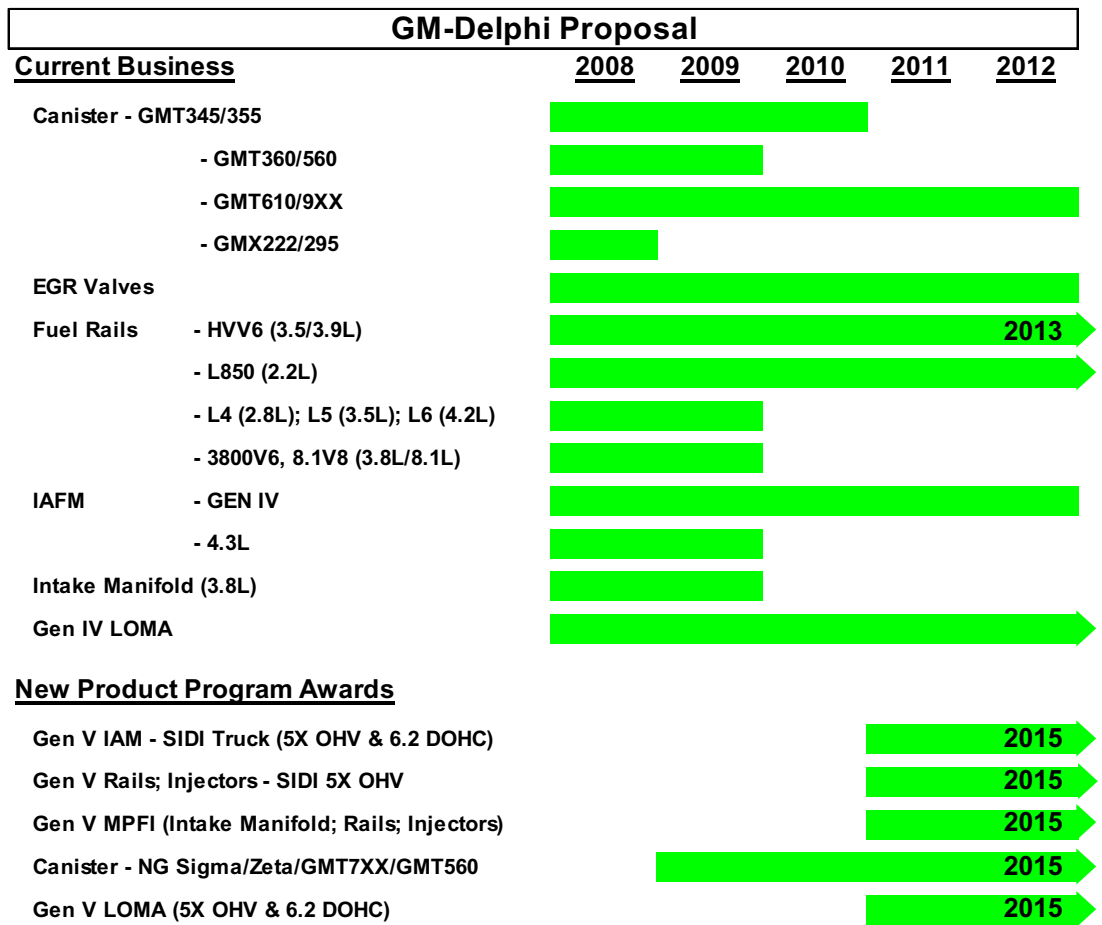 GM-Delphi Proposal
Current Business 2008 2009 2010 2011 2012
Canister - GMT345/355
- GMT360/560
- GMT610/9XX
- GMX222/295
EGR Valves
Fuel Rails - HVV6 (3.5/3.9L) 2013
- L850 (2.2L)
- L4 (2.8L); L5 (3.5L); L6 (4.2L)
- 3800V6, 8.1V8 (3.8L/8.1L)
IAFM - GEN IV
- 4.3L
Intake Manifold (3.8L)
Gen IV LOMA
New Product Program Awards
Gen V IAM - SIDI Truck (5X OHV & 6.2 DOHC) 2015
Gen V Rails; Injectors - SIDI 5X OHV 2015
Gen V MPFI (Intake Manifold; Rails; Injectors) 2015
Canister - NG Sigma/Zeta/GMT7XX/GMT560 2015
Gen V LOMA (5X OHV & 6.2 DOHC) 2015